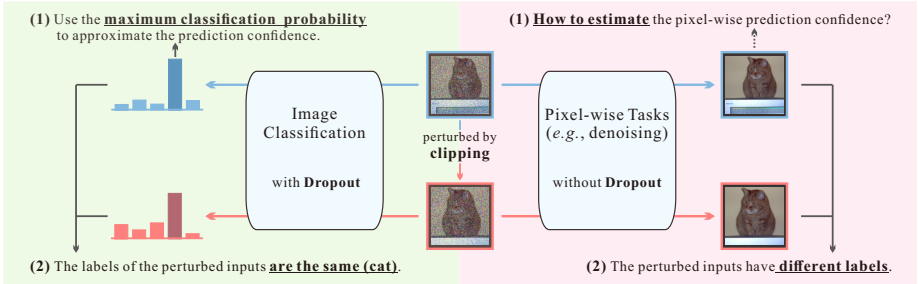 (1) Use the maximum classification probability
to approximate the prediction confidence.
(1) How to estimate the pixel-wise prediction confidence?
Image
Classification
with Dropout
perturbed by
clipping
Pixel-wise Tasks
(e.g., denoising)
without Dropout
(2) The labels of the perturbed inputs are the same (cat).
(2) The perturbed inputs have different labels.